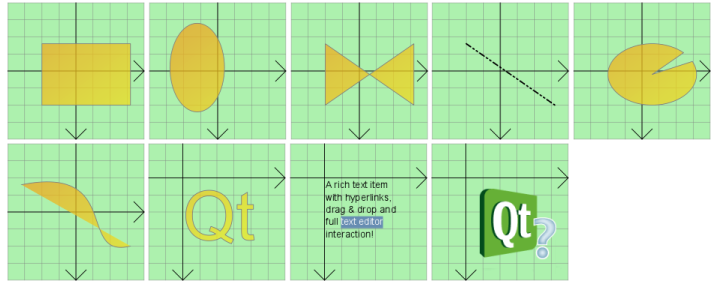 Qt
A rich text item
with hyperlinks,
drag & drop and
full text editor
interaction!
Qt
?